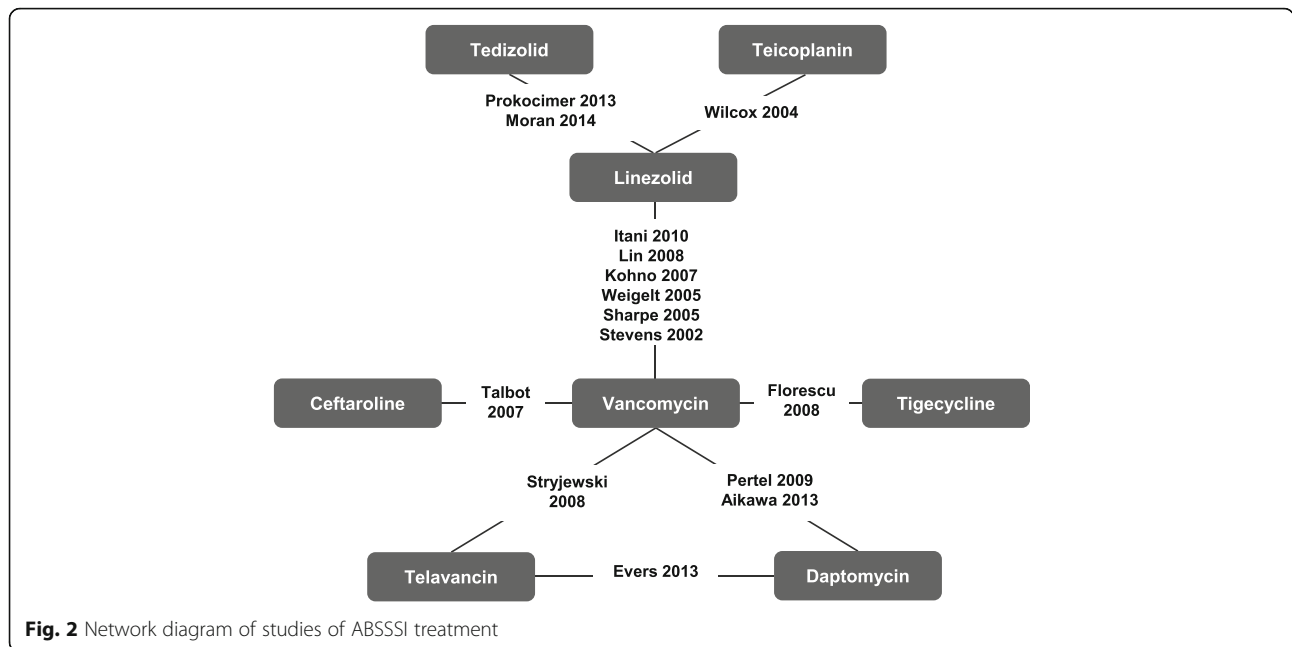 Tedizolid
Teicoplanin
Prokocimer 2013
Moran 2014
Wilcox 2004
Linezolid
Itani 2010
Lin 2008
Kohno 2007
Weigelt 2005
Sharpe 2005
Stevens 2002
Ceftaroline
Talbot
2007
Vancomycin
Florescu
2008
Tigecycline
Stryjewski
2008
Pertel 2009
Aikawa 2013
Telavancin
Evers 2013
Daptomycin
Fig. 2 Network diagram of studies of ABSSSI treatment